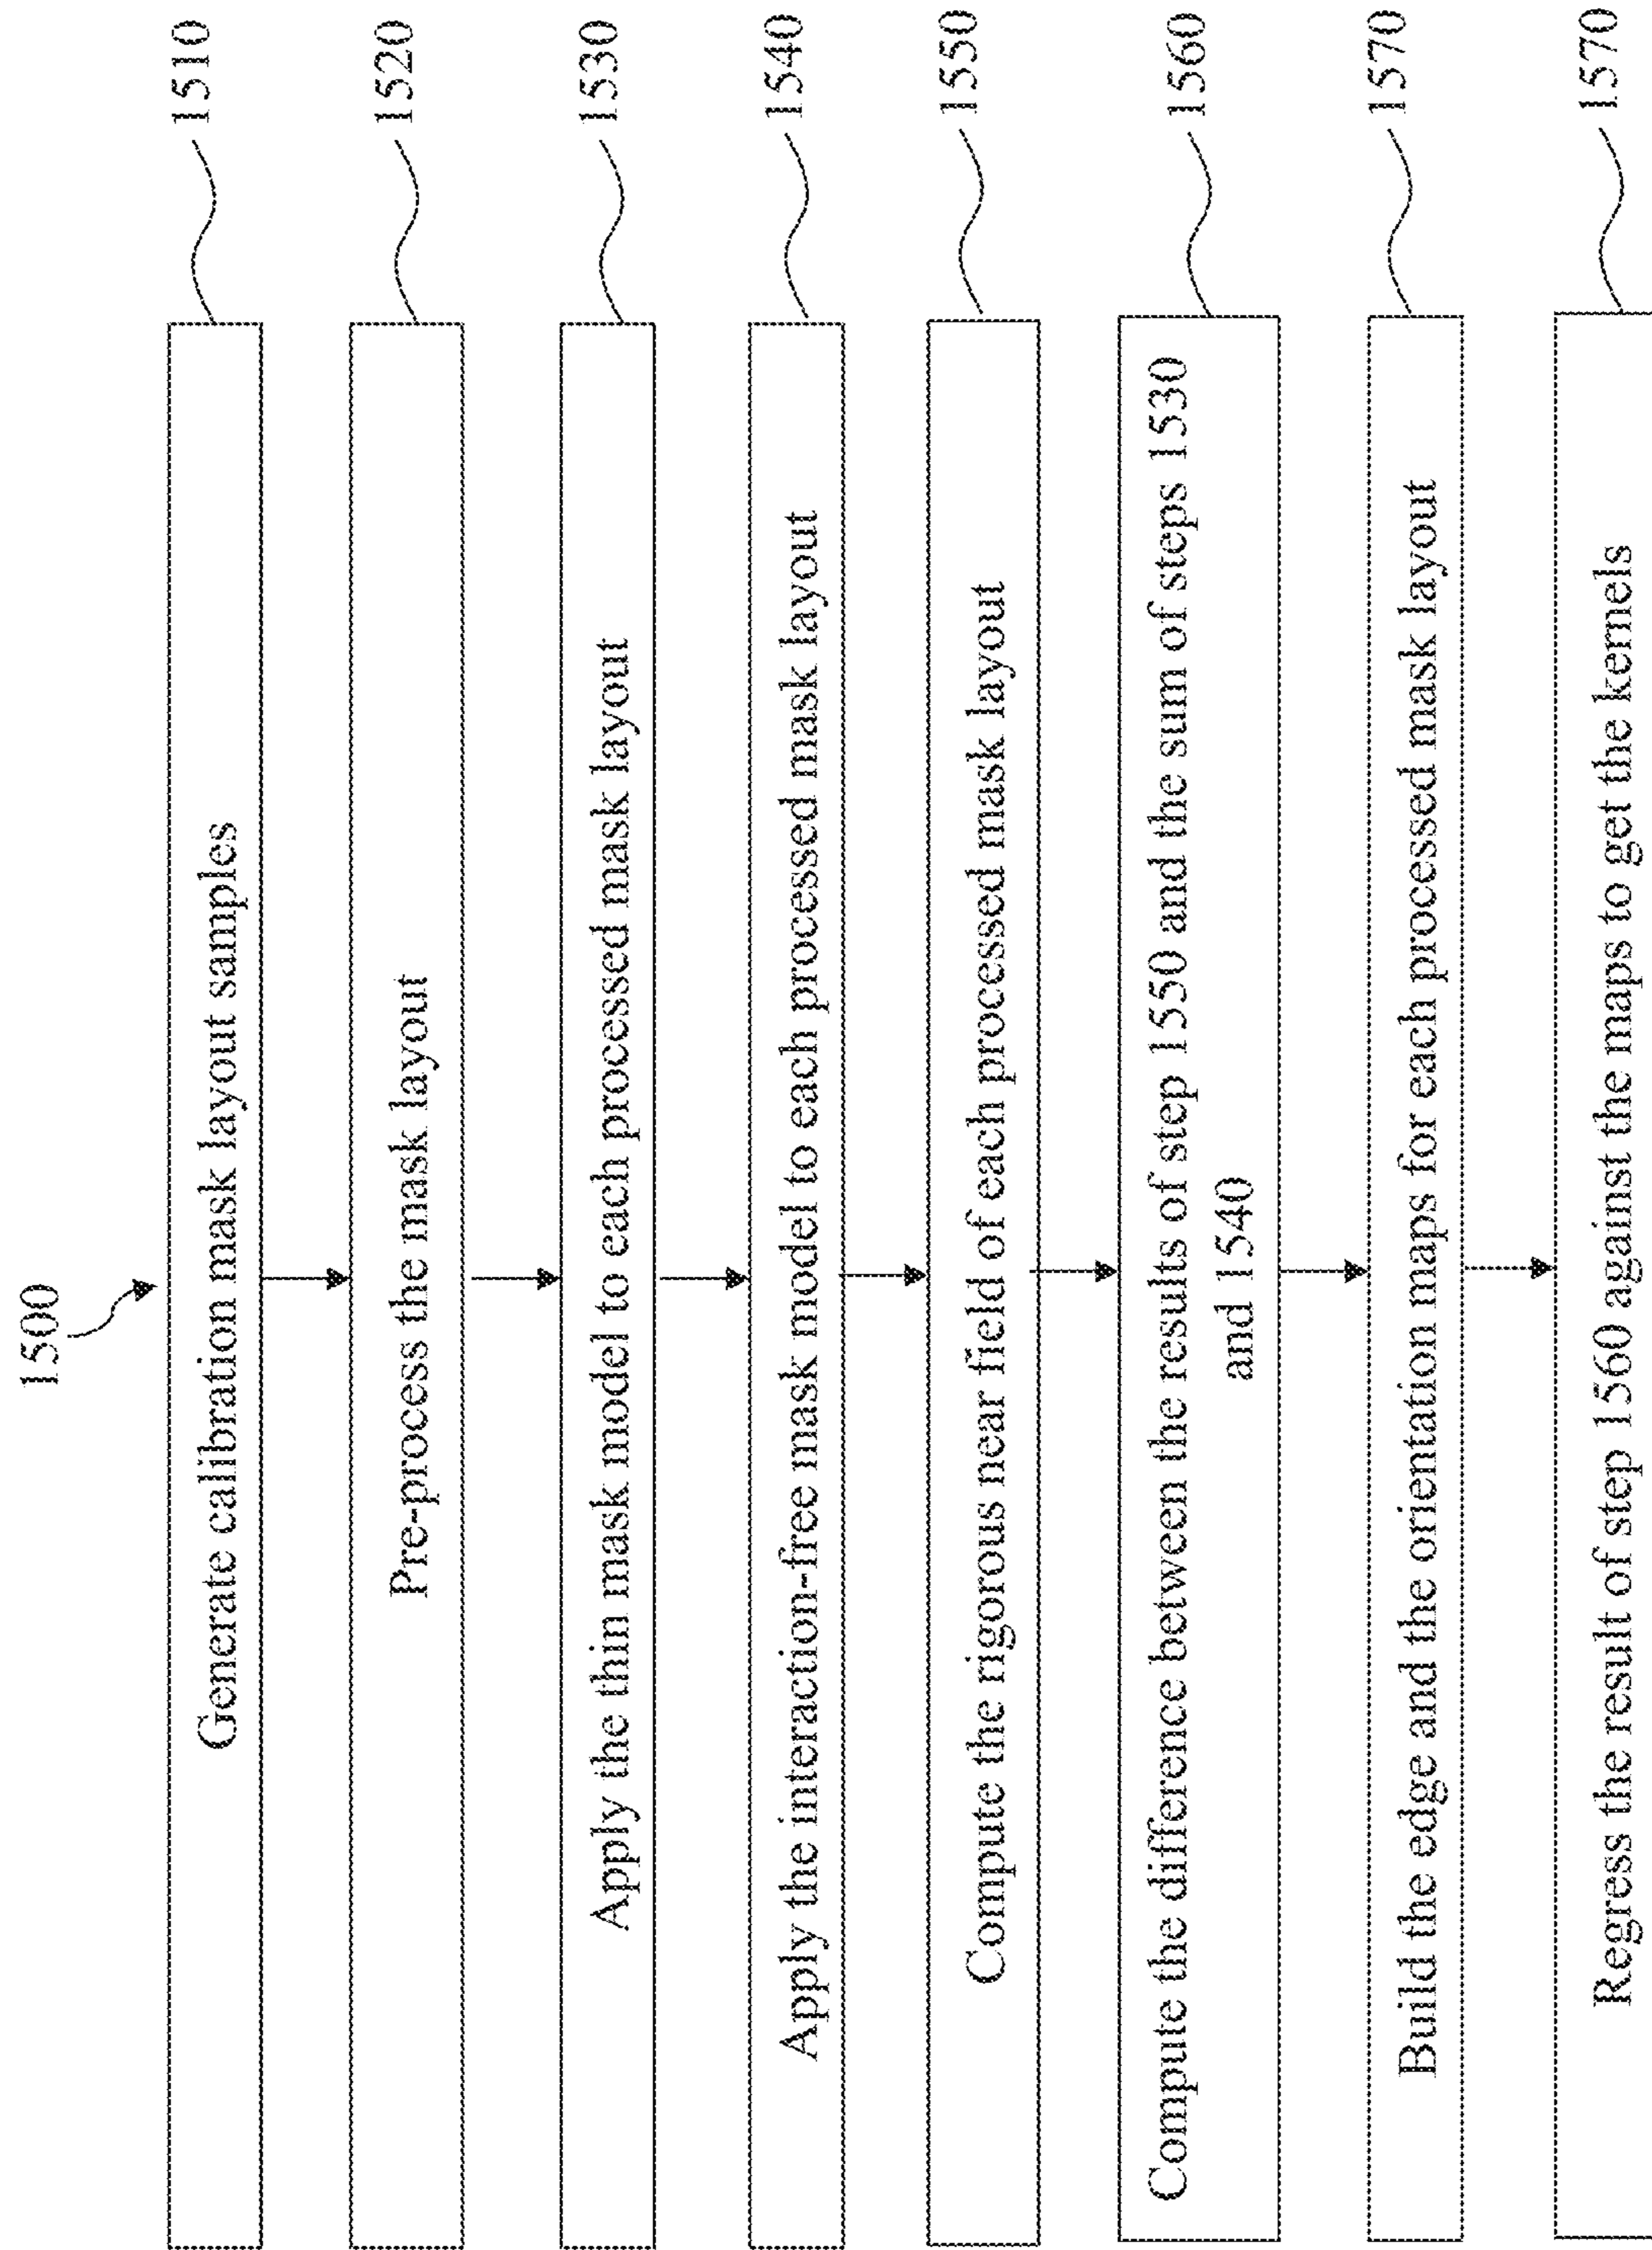 1500
Generate calibration mask layout samples
1510
Pre-process the mask layout
1520
Apply the thin mask model to each processed mask layout
1530
Apply the interaction-free mask model to each processed mask layout
1540
Compute the rigorous near field of each processed mask layout
1550
Compute the difference between the results of step 1550 and the sum of steps 1530
and 1540
1560
Build the edge and the orientation maps for each processed mask layout
1570
Regress the result of step 1560 against the maps to get the kernels
1570